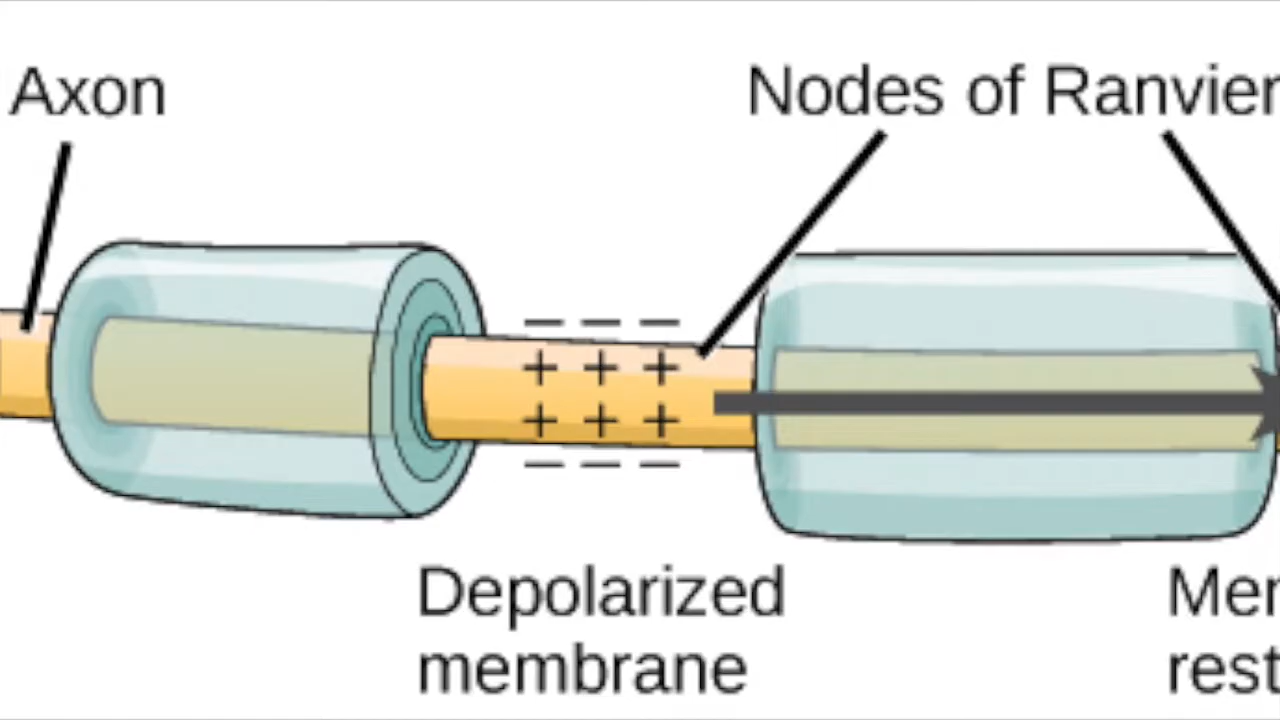 Axon
Nodes of Ranvier
Depolarized
membrane